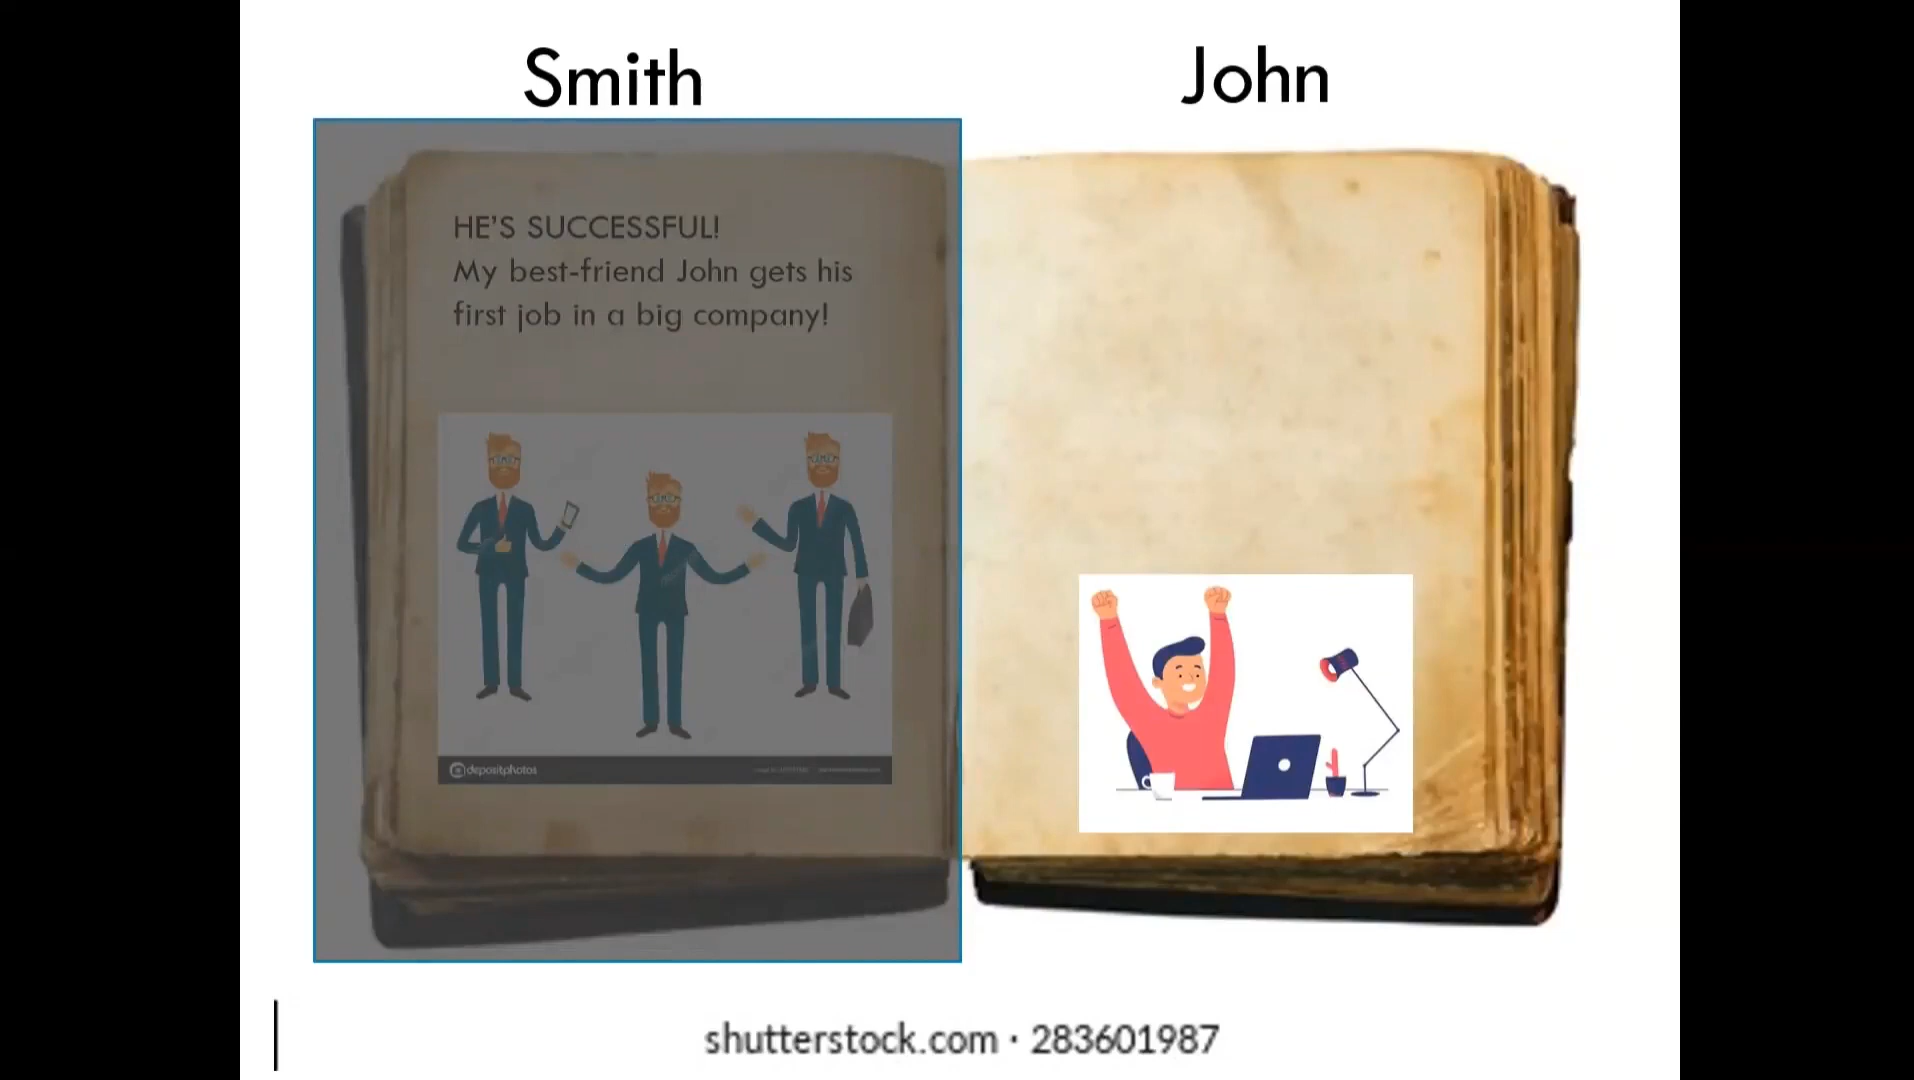 Smith
John
HE'S SUCCESSFUL!
My best-friend John gets his
first job in a big company!
depositphotos
shutterstock.com · 283601987